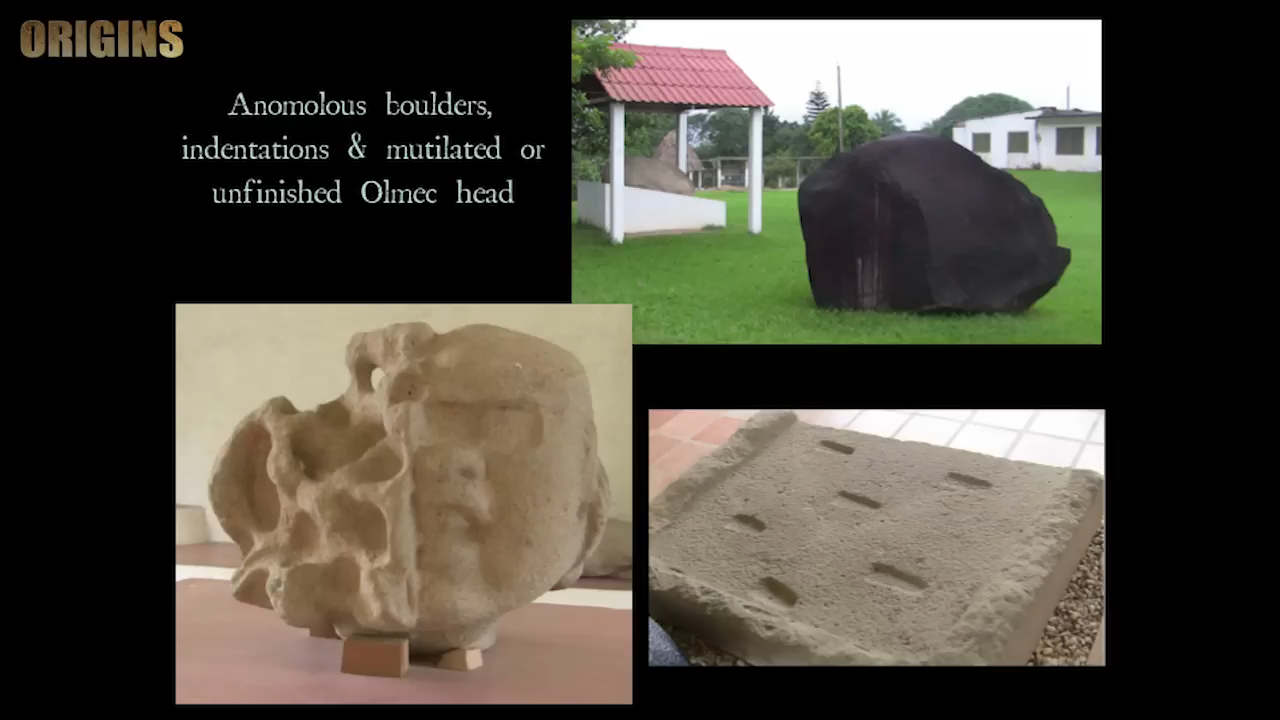 ORIGINS
Anomolous boulders,
indentations & mutilated or
unfinished Olmec head